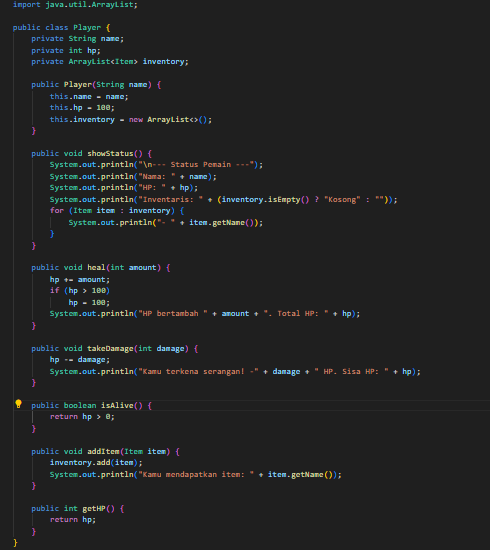 import java.util.ArrayList;
public class Player {
private String name;
private int hp;
private ArrayList<Item> inventory;
public Player(String name) {
this.name = name;
this.hp = 100;
this.inventory = new ArrayList<>();
}
public void showStatus() {
System.out.println("\n--- Status Pemain ---");
System.out.println("Nama: " + name);
System.out.println("HP: " + hp);
System.out.println("Inventaris: " + (inventory.isEmpty() ? "Kosong" : ""));
for (Item item : inventory) {
System.out.println("- " + item.getName());
}
}
public void heal(int amount) {
hp += amount;
if (hp > 100)
hp = 100;
System.out.println("HP bertambah " + amount + ". Total HP: " + hp);
}
public void takeDamage(int damage) {
hp -= damage;
System.out.println("Kamu terkena serangan! -" + damage + " HP. Sisa HP: " + hp);
}
public boolean isAlive() {
return hp > 0;
}
public void addItem(Item item) {
inventory.add(item);
System.out.println("Kamu mendapatkan item: " + item.getName());
}
public int getHP() {
return hp;
}
}